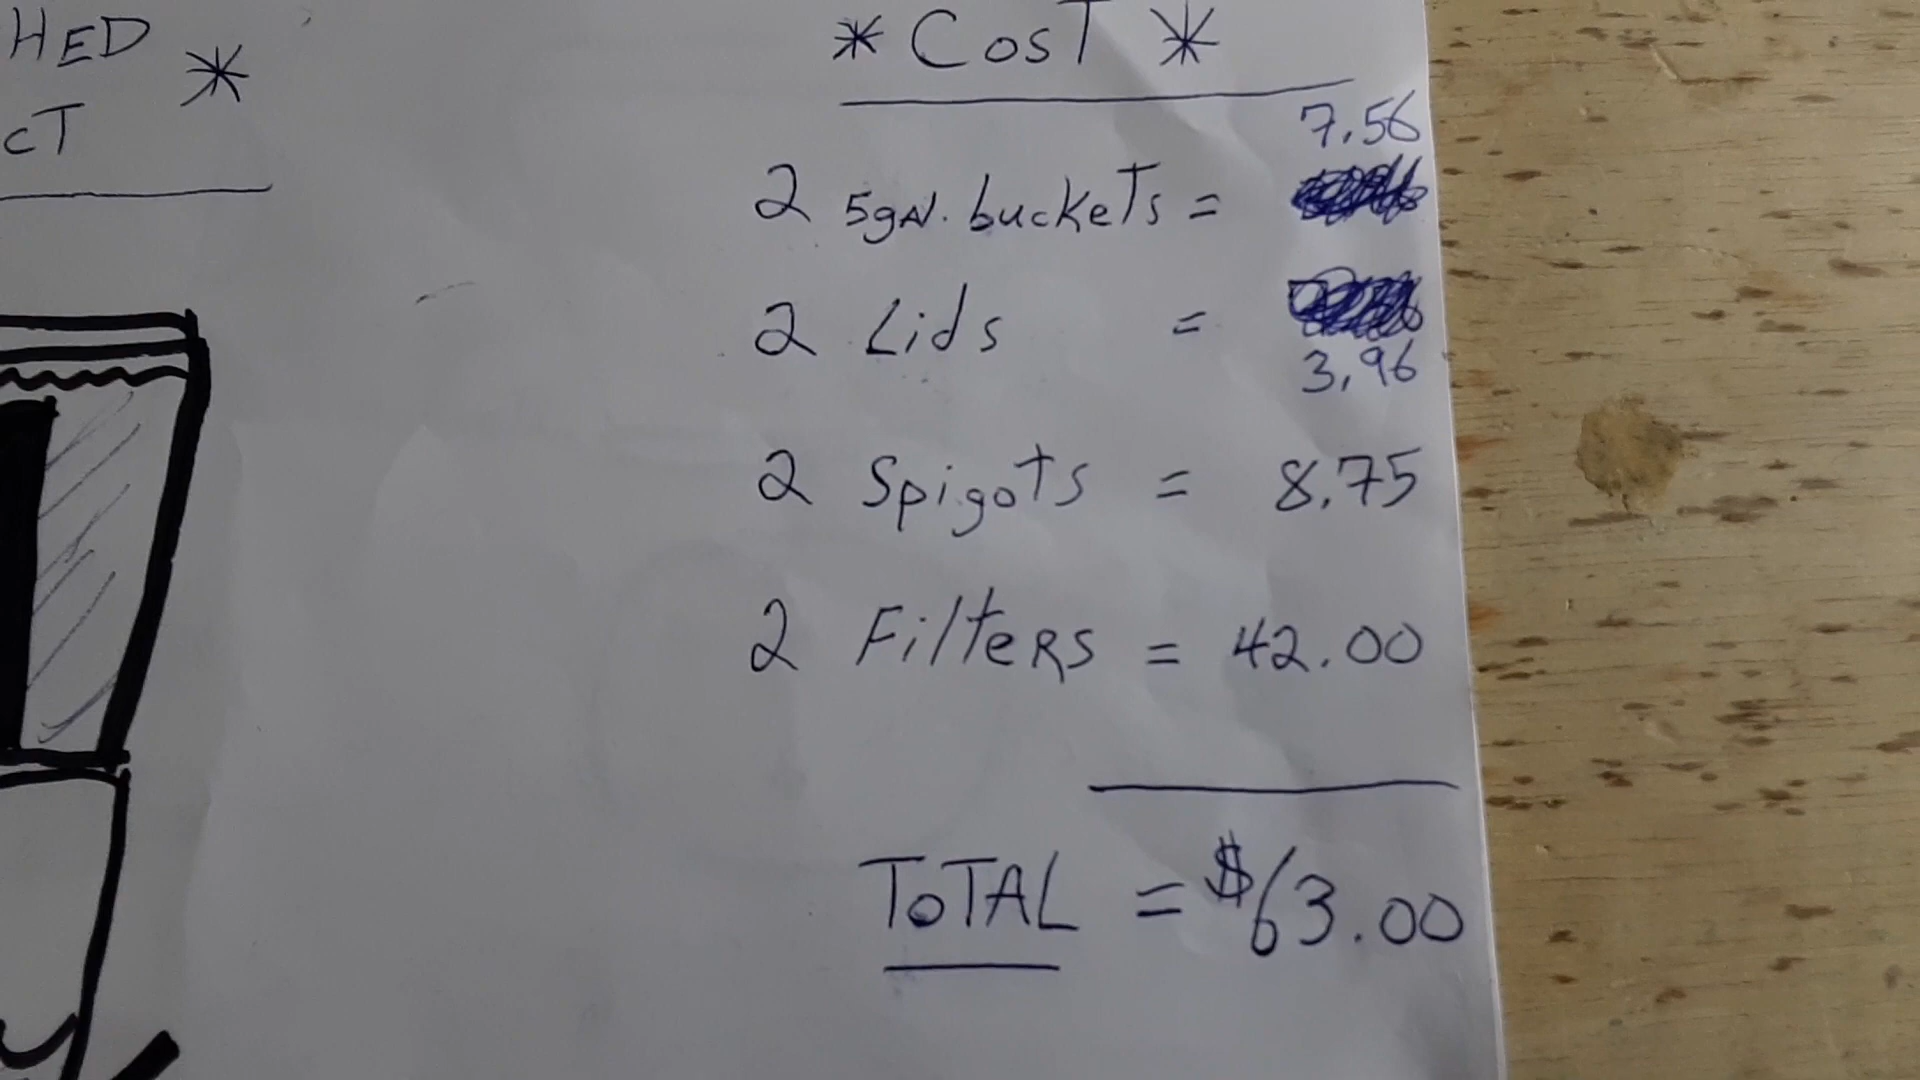 HED *
CT
* COST *
7.56
2 5gal. buckets =
2 Lids =
3.96
2 Spigots = 8.75
2 Filters = 42.00
TOTAL = $63.00